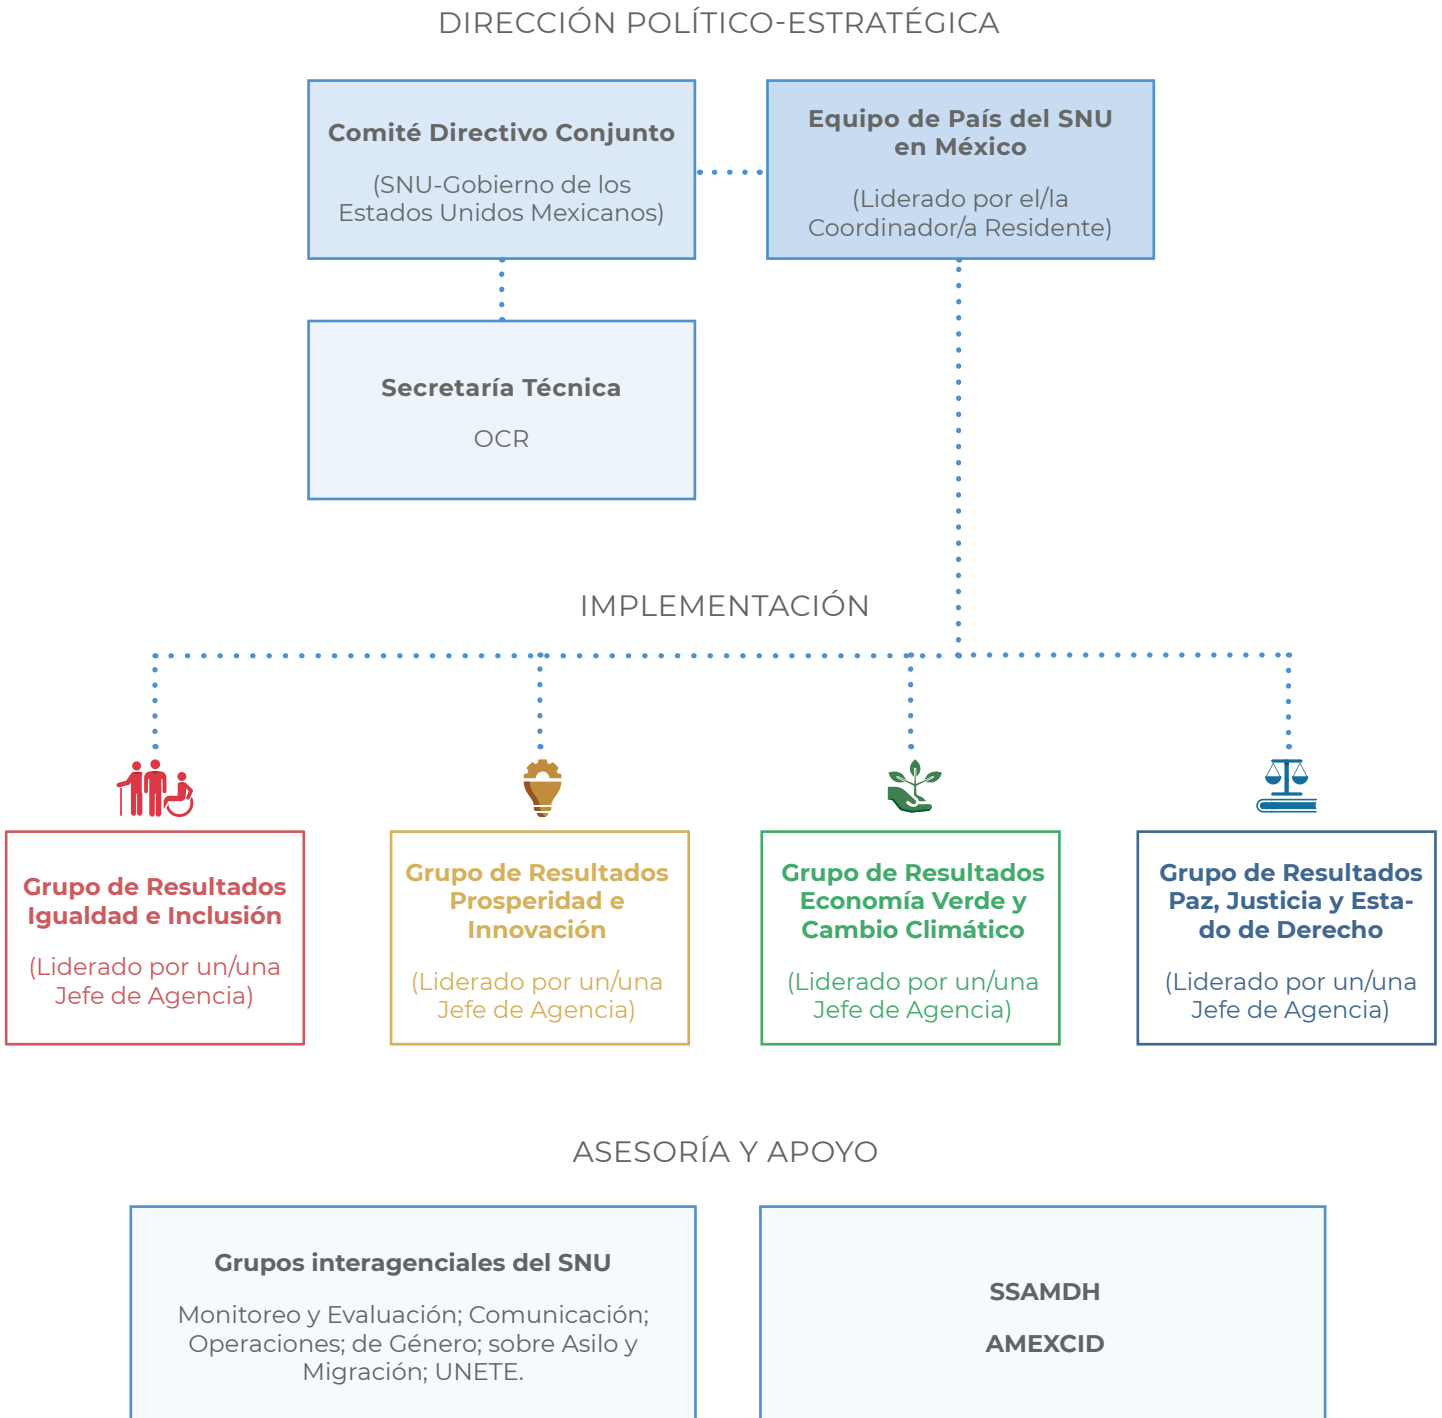 DIRECCIÓN POLÍTICO-ESTRATÉGICA
Comité Directivo Conjunto
(SNU-Gobierno de los
Estados Unidos Mexicanos)
Equipo de País del SNU
en México
(Liderado por el/la
Coordinador/a Residente)
Secretaría Técnica
OCR
IMPLEMENTACIÓN
Grupo de Resultados
Igualdad e Inclusión
(Liderado por un/una
Jefe de Agencia)
Grupo de Resultados
Prosperidad e
Innovación
(Liderado por un/una
Jefe de Agencia)
Grupo de Resultados
Economía Verde y
Cambio Climático
(Liderado por un/una
Jefe de Agencia)
Grupo de Resultados
Paz, Justicia y Esta-
do de Derecho
(Liderado por un/una
Jefe de Agencia)
ASESORÍA Y APOYO
Grupos interagenciales del SNU
Monitoreo y Evaluación; Comunicación;
Operaciones; de Género; sobre Asilo y
Migración; UNETE.
SSAMDH
AMEXCID